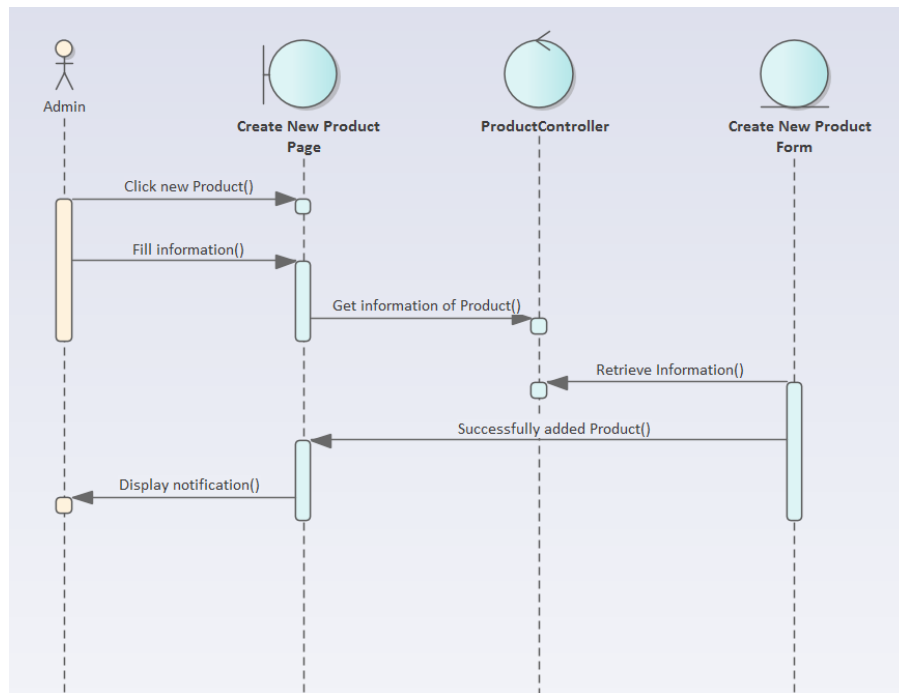 Admin
Create New Product
Page
ProductController
Create New Product
Form
Click new Product()
Fill information()
Get information of Product()
Retrieve Information()
Successfully added Product()
Display notification()